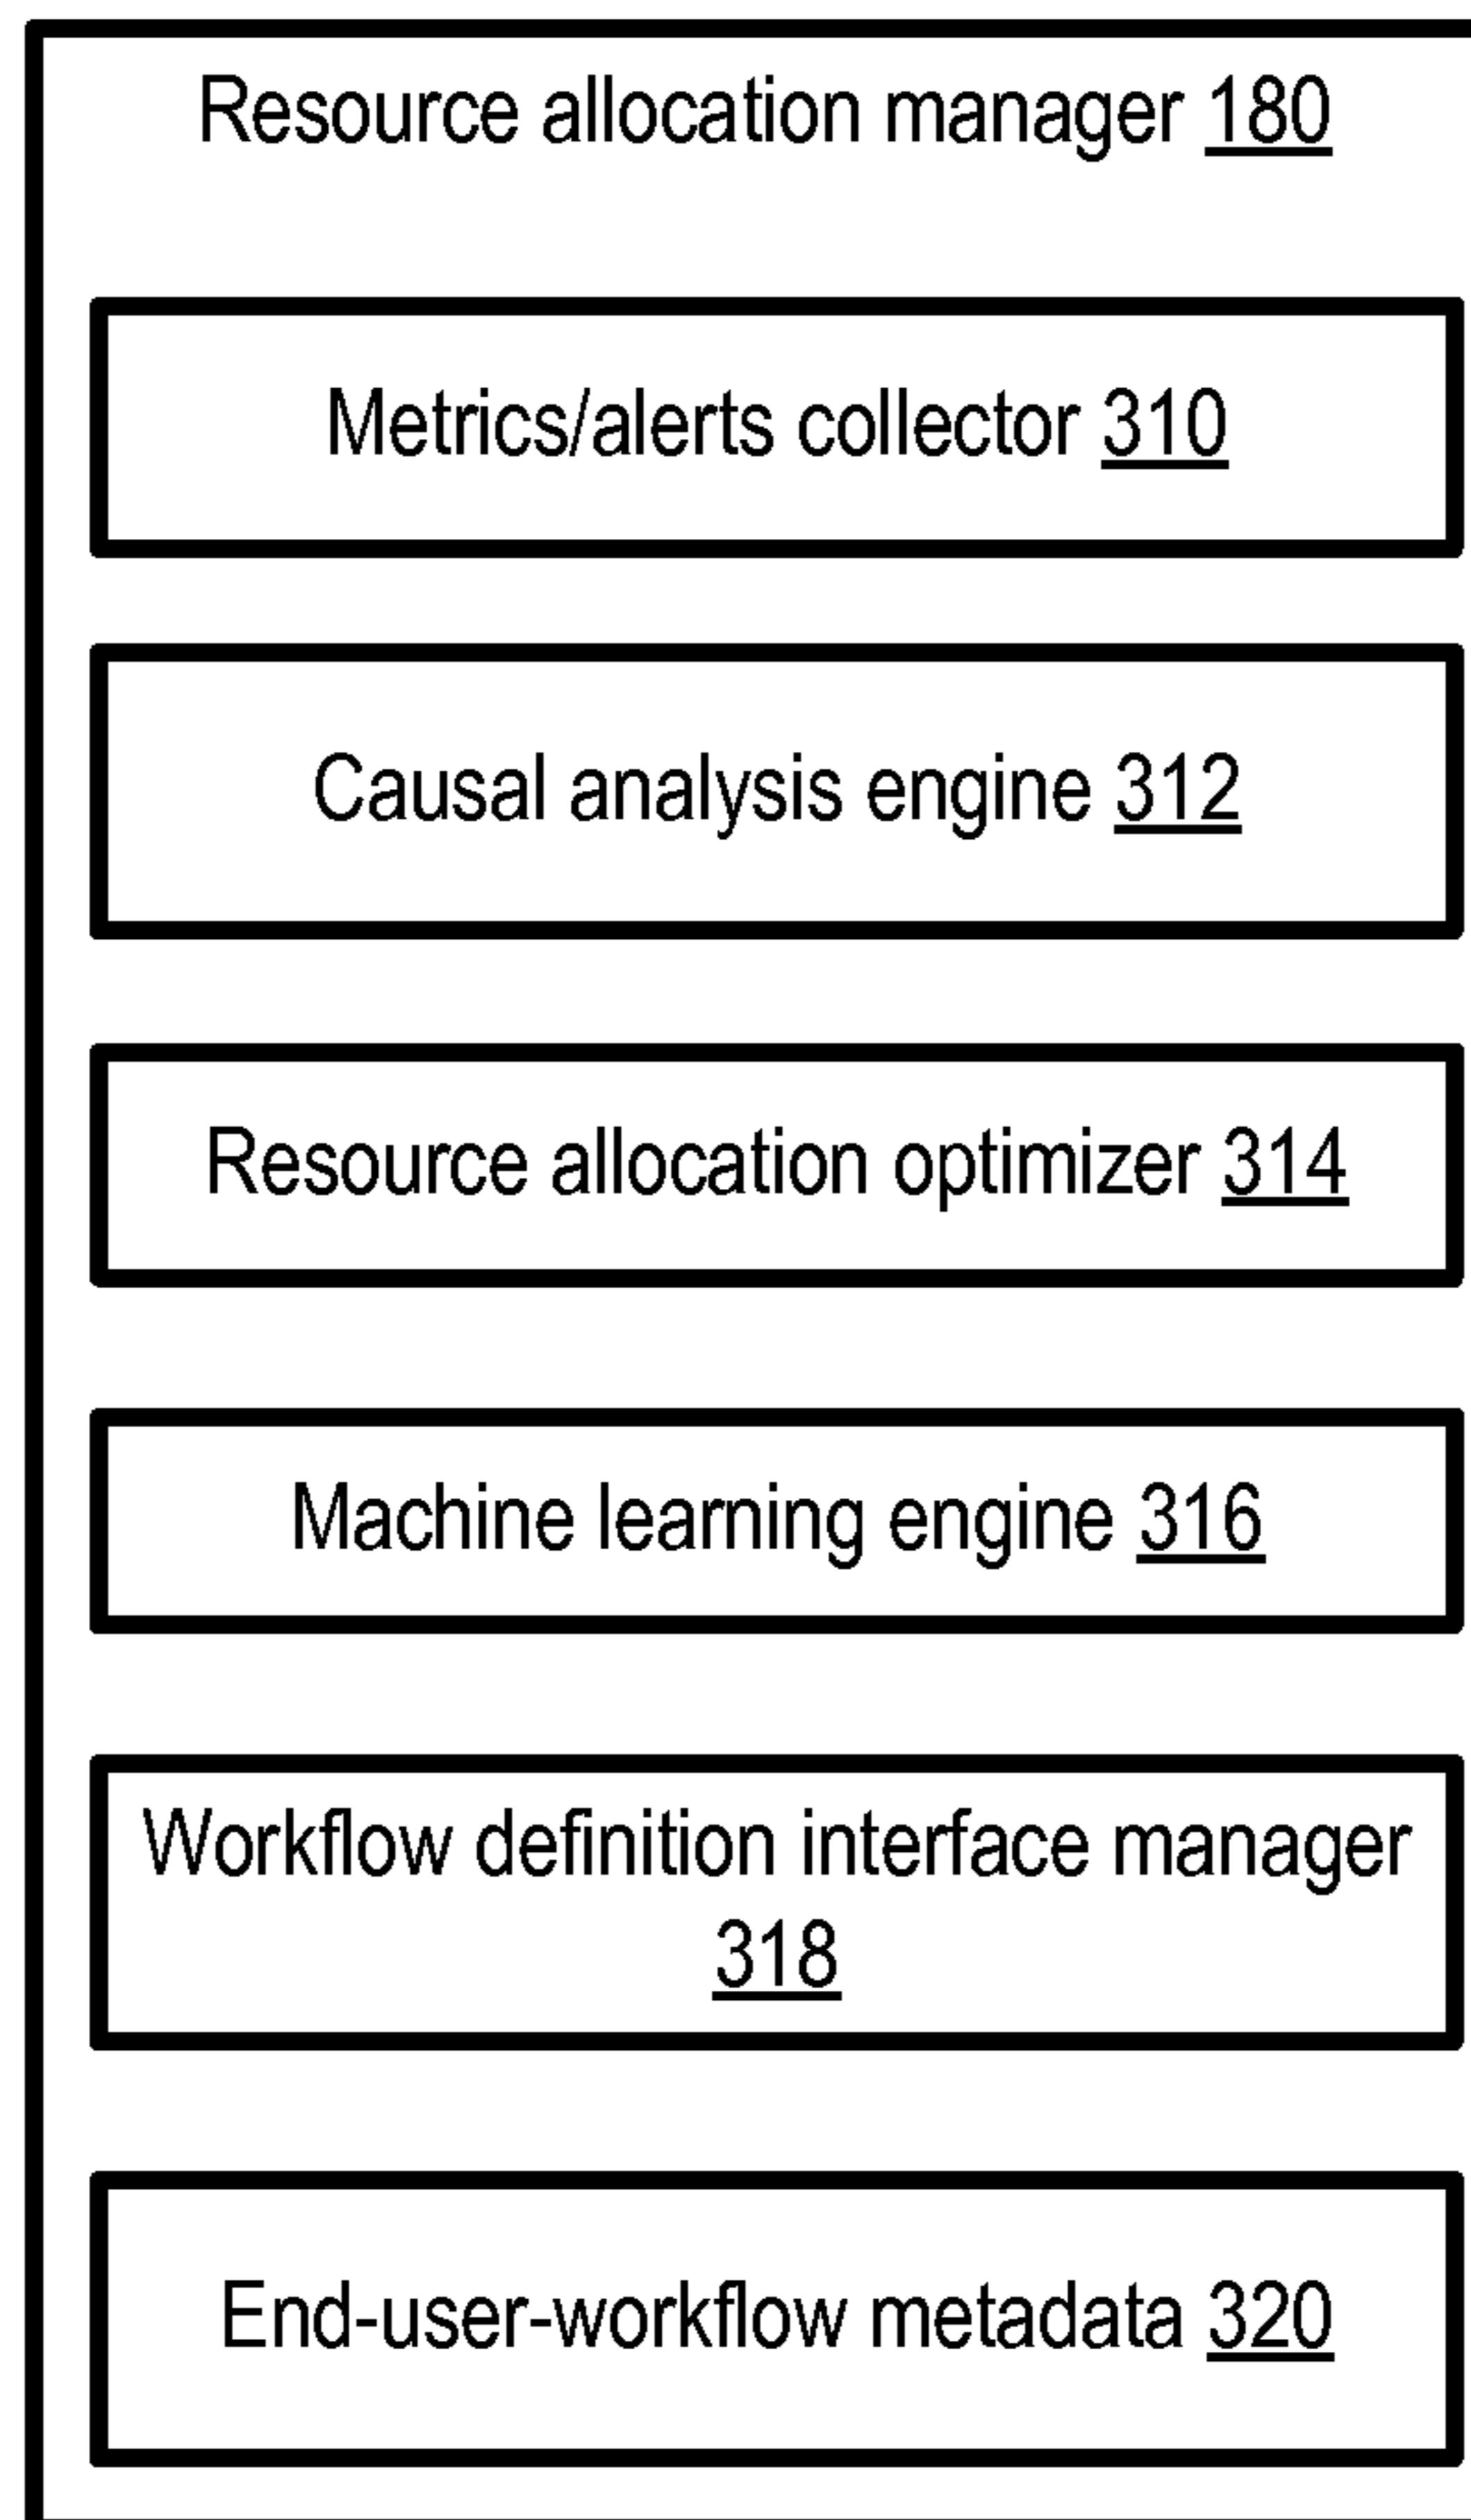 Resource allocation manager 180
Metrics/alerts collector 310
Causal analysis engine 312
Resource allocation optimizer 314
Machine learning engine 316
Workflow definition interface manager
318
End-user-workflow metadata 320